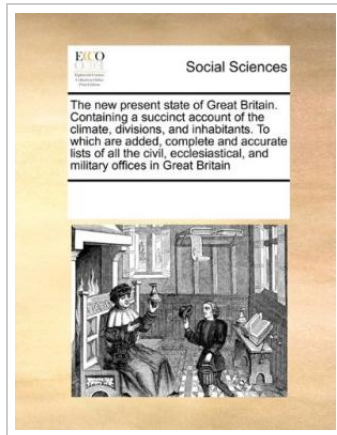 ECCO
Social Sciences
The new present state of Great Britain.
Containing a succinct account of the
climate, divisions, and inhabitants. To
which are added, complete and accurate
lists of all the civil, ecclesiastical, and
military offices in Great Britain